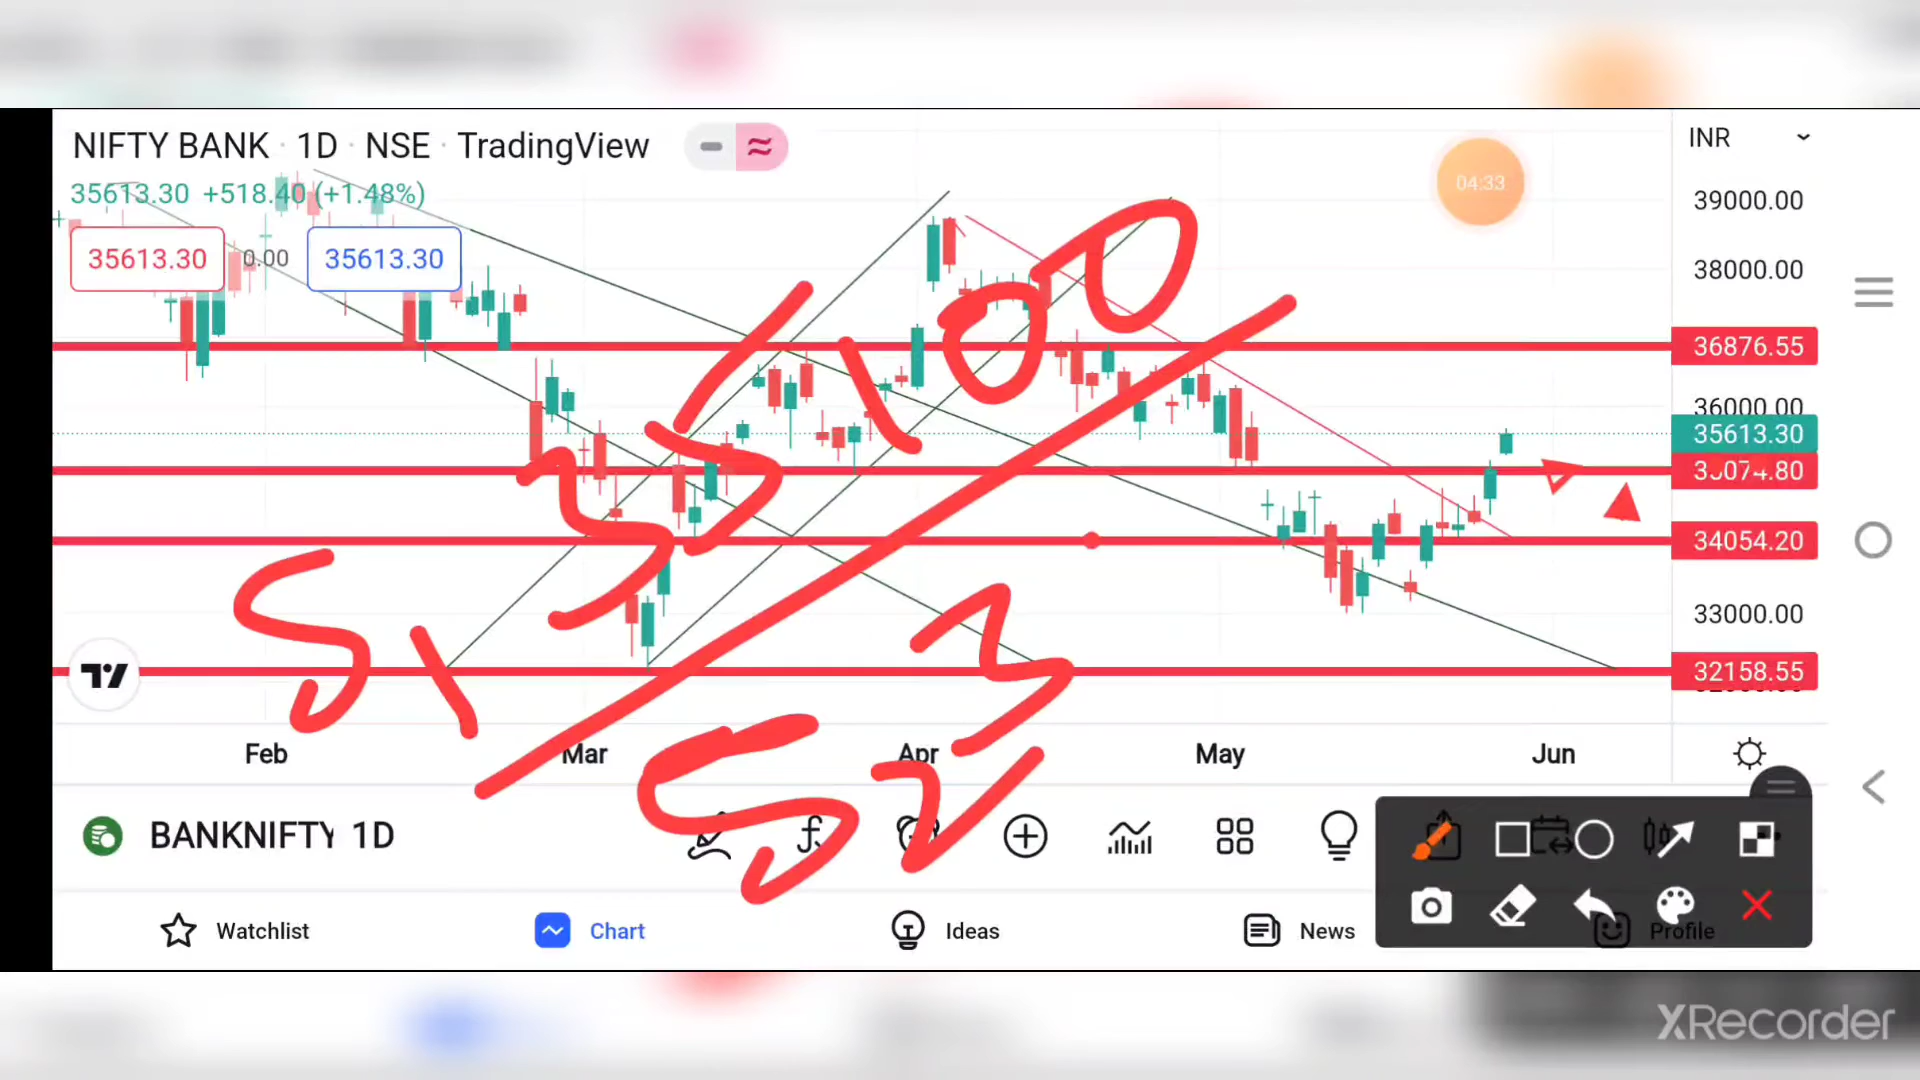 NIFTY BANK · 1D · NSE · TradingView
INR
35613.30 +518.40 (+1.48%)
04:33
39000.00
35613.30 0.00 35613.30
38000.00
36876.55
36000.00
35613.30
34054.20
33000.00
32158.55
Feb Mar Apr May Jun
BANKNIFTY 1D
Watchlist Chart Ideas News Profile
XRecorder